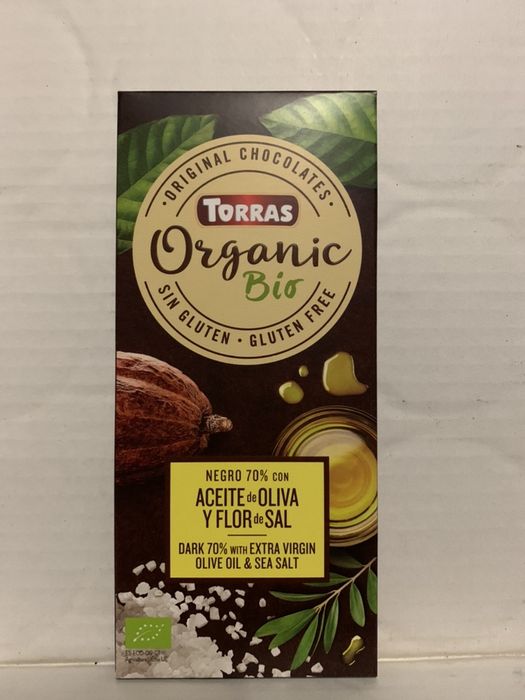 ORIGINAL CHOCOLATES
TORRAS
Organic
Bio
SIN GLUTEN • GLUTEN FREE
NEGRO 70% CON
ACEITE de OLIVA
Y FLOR de SAL
DARK 70% WITH EXTRA VIRGIN
OLIVE OIL & SEA SALT